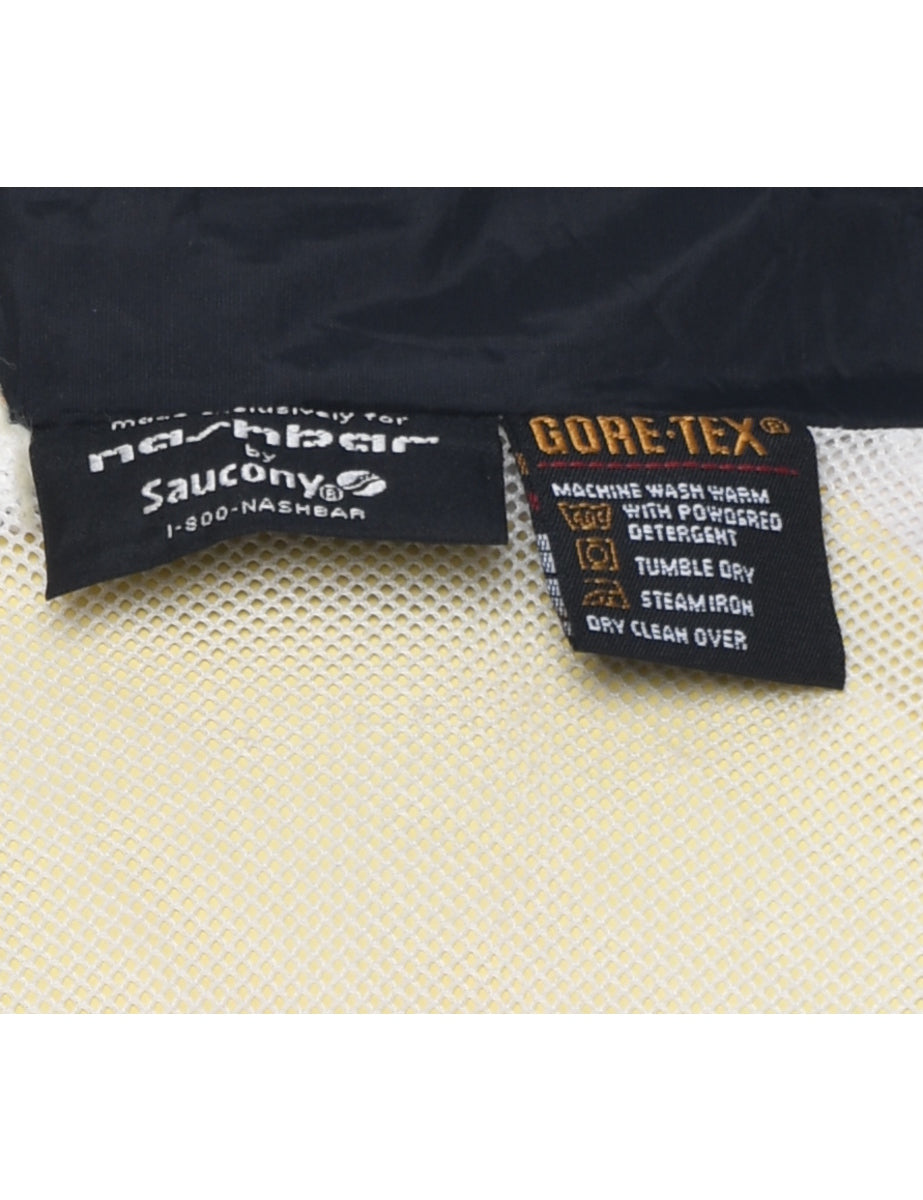 made exclusively for
nashbar
by
Saucony®
1-800-NASHBAR
GORE-TEX®
MACHINE WASH WARM
WITH POWDERED
DETERGENT
TUMBLE DRY
STEAM IRON
DRY CLEAN OVER